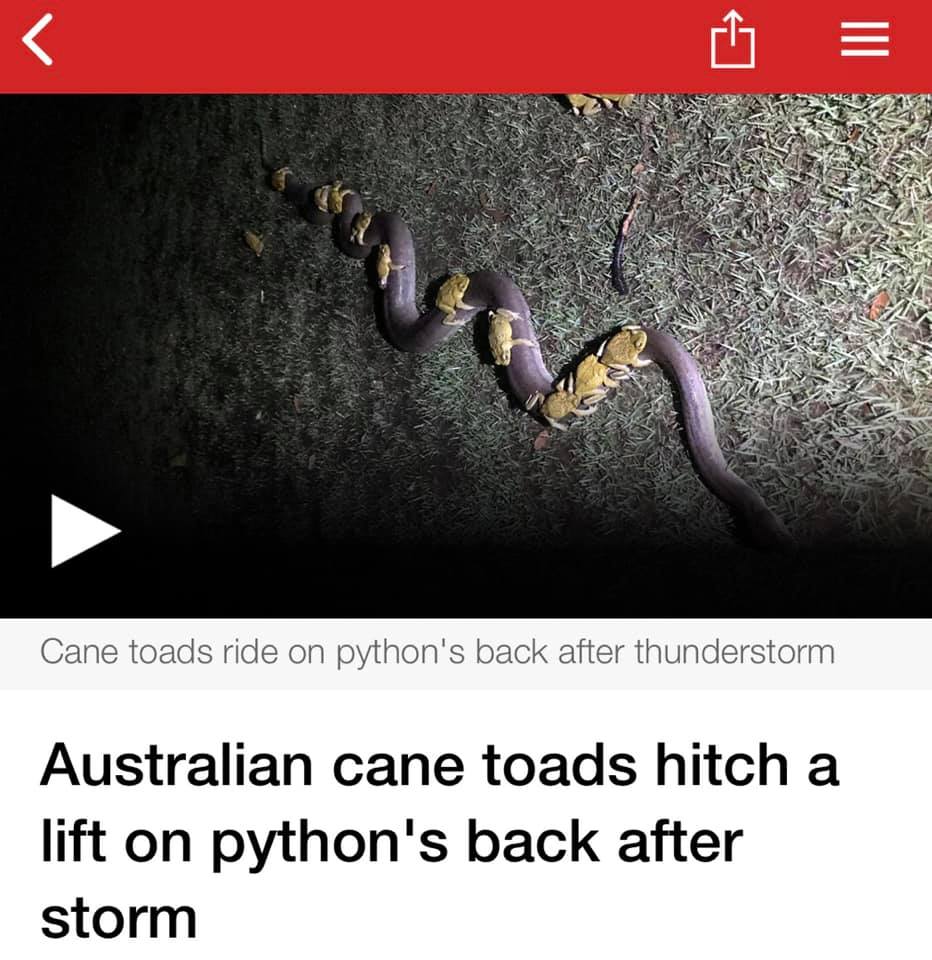 Cane toads ride on python's back after thunderstorm
Australian cane toads hitch a
lift on python's back after
storm